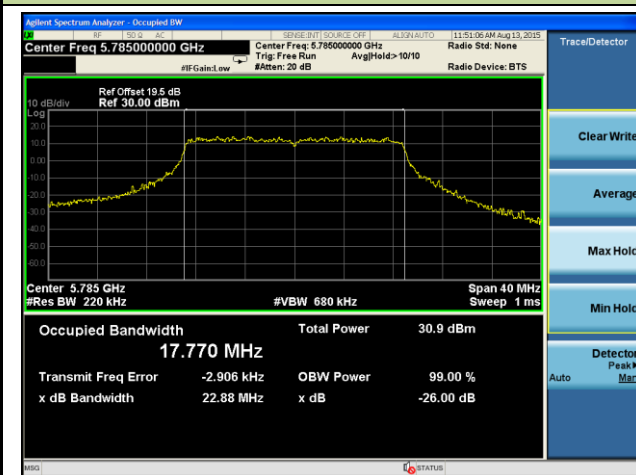 Agilent Spectrum Analyzer - Occupied BW
LXI RF 50 Ω AC SENSE:INT SOURCE OFF ALIGN AUTO 11:51:06 AM Aug 13, 2015
Center Freq 5.785000000 GHz Center Freq: 5.785000000 GHz Radio Std: None
Trig: Free Run Avg|Hold:>10/10
#IFGain:Low #Atten: 20 dB Radio Device: BTS
Trace/Detector
Ref Offset 19.5 dB
10 dB/div Ref 30.00 dBm
Log
20.0
10.0
0.00
-10.0
-20.0
-30.0
-40.0
-50.0
-60.0
Center 5.785 GHz Span 40 MHz
#Res BW 220 kHz #VBW 680 kHz Sweep 1 ms
Occupied Bandwidth Total Power 30.9 dBm
17.770 MHz
Transmit Freq Error -2.906 kHz OBW Power 99.00 %
x dB Bandwidth 22.88 MHz x dB -26.00 dB
Clear Write
Average
Max Hold
Min Hold
Detector
Peak
Auto Man
MSG STATUS